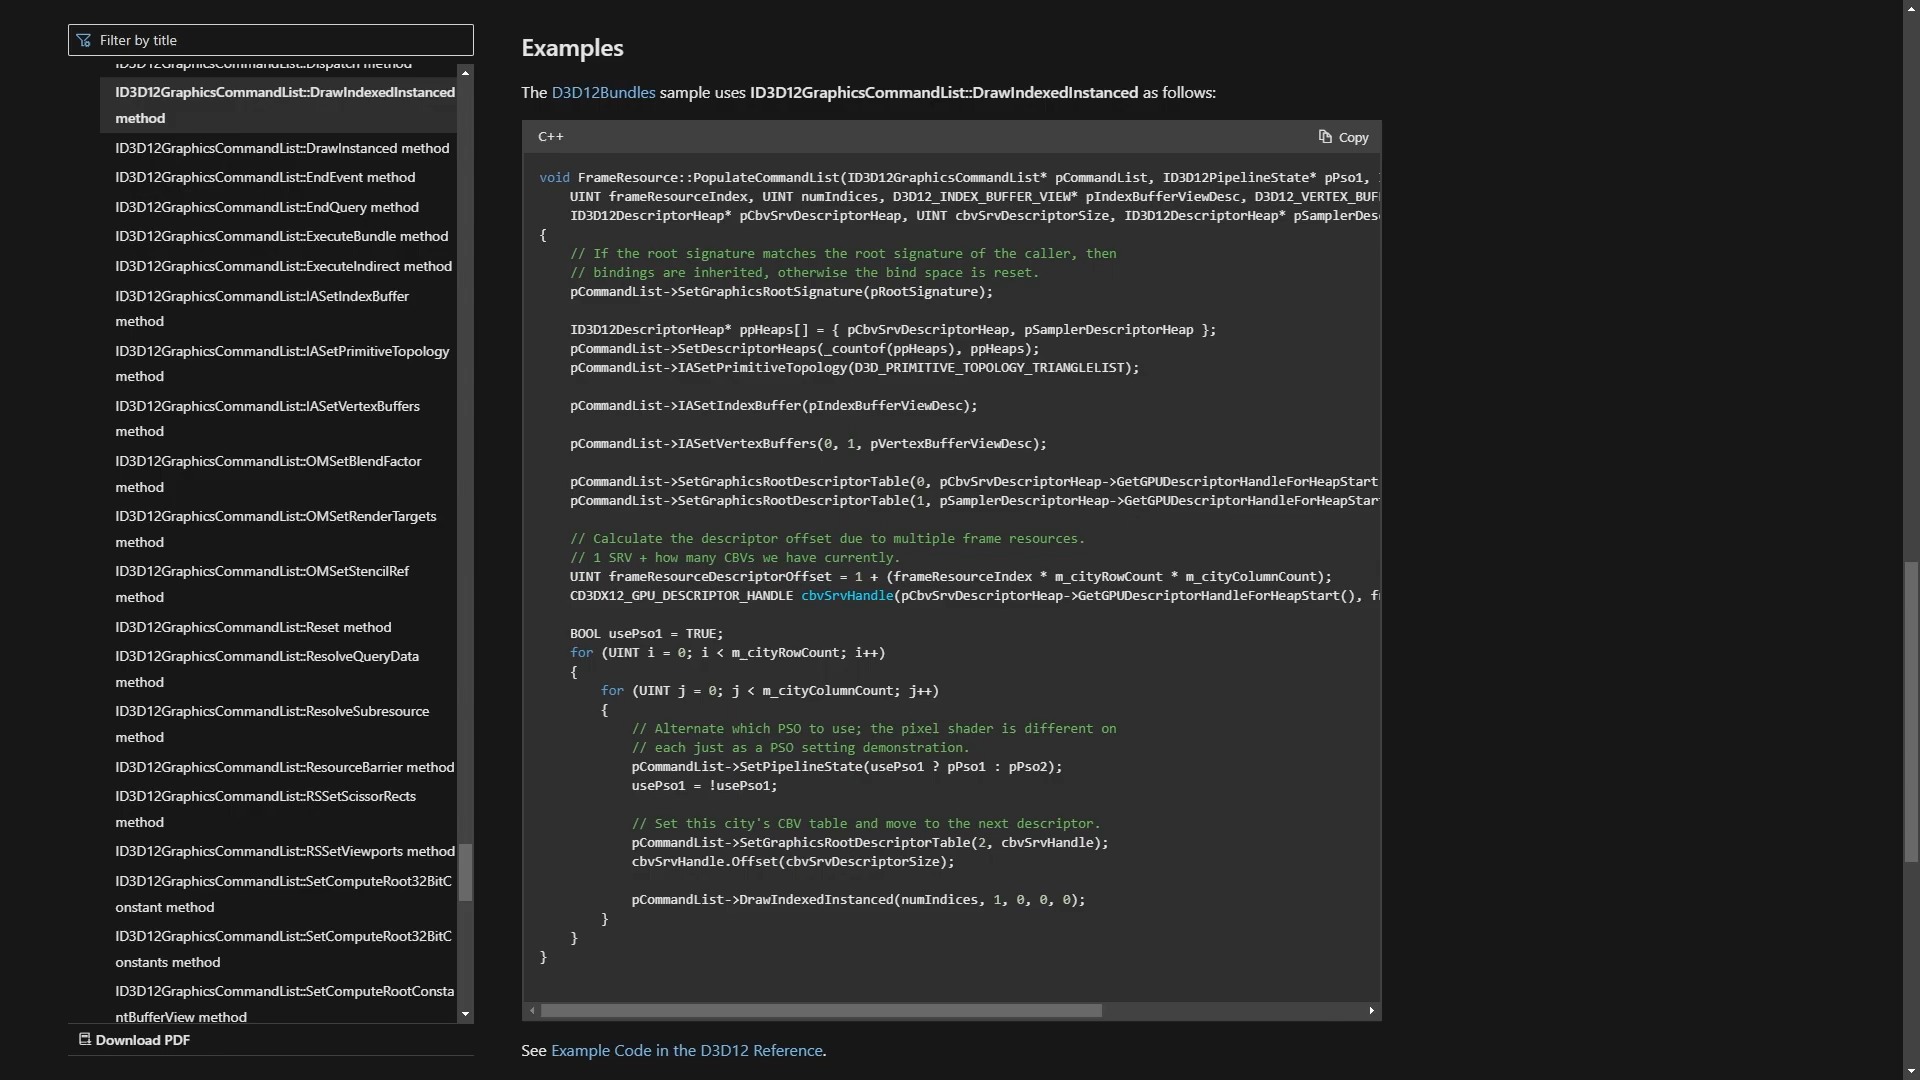 Filter by title
ID3D12GraphicsCommandList::Dispatch method
ID3D12GraphicsCommandList::DrawIndexedInstanced
method
ID3D12GraphicsCommandList::DrawInstanced method
ID3D12GraphicsCommandList::EndEvent method
ID3D12GraphicsCommandList::EndQuery method
ID3D12GraphicsCommandList::ExecuteBundle method
ID3D12GraphicsCommandList::ExecuteIndirect method
ID3D12GraphicsCommandList::IASetIndexBuffer
method
ID3D12GraphicsCommandList::IASetPrimitiveTopology
method
ID3D12GraphicsCommandList::IASetVertexBuffers
method
ID3D12GraphicsCommandList::OMSetBlendFactor
method
ID3D12GraphicsCommandList::OMSetRenderTargets
method
ID3D12GraphicsCommandList::OMSetStencilRef
method
ID3D12GraphicsCommandList::Reset method
ID3D12GraphicsCommandList::ResolveQueryData
method
ID3D12GraphicsCommandList::ResolveSubresource
method
ID3D12GraphicsCommandList::ResourceBarrier method
ID3D12GraphicsCommandList::RSSetScissorRects
method
ID3D12GraphicsCommandList::RSSetViewports method
ID3D12GraphicsCommandList::SetComputeRoot32BitC
onstant method
ID3D12GraphicsCommandList::SetComputeRoot32BitC
onstants method
ID3D12GraphicsCommandList::SetComputeRootConsta
ntBufferView method
Download PDF
Examples
The D3D12Bundles sample uses ID3D12GraphicsCommandList::DrawIndexedInstanced as follows:
C++
Copy
void FrameResource::PopulateCommandList(ID3D12GraphicsCommandList* pCommandList, ID3D12PipelineState* pPso1,
    UINT frameResourceIndex, UINT numIndices, D3D12_INDEX_BUFFER_VIEW* pIndexBufferViewDesc, D3D12_VERTEX_BUF
    ID3D12DescriptorHeap* pCbvSrvDescriptorHeap, UINT cbvSrvDescriptorSize, ID3D12DescriptorHeap* pSamplerDes
{
    // If the root signature matches the root signature of the caller, then
    // bindings are inherited, otherwise the bind space is reset.
    pCommandList->SetGraphicsRootSignature(pRootSignature);
    ID3D12DescriptorHeap* ppHeaps[] = { pCbvSrvDescriptorHeap, pSamplerDescriptorHeap };
    pCommandList->SetDescriptorHeaps(_countof(ppHeaps), ppHeaps);
    pCommandList->IASetPrimitiveTopology(D3D_PRIMITIVE_TOPOLOGY_TRIANGLELIST);
    pCommandList->IASetIndexBuffer(pIndexBufferViewDesc);
    pCommandList->IASetVertexBuffers(0, 1, pVertexBufferViewDesc);
    pCommandList->SetGraphicsRootDescriptorTable(0, pCbvSrvDescriptorHeap->GetGPUDescriptorHandleForHeapStart
    pCommandList->SetGraphicsRootDescriptorTable(1, pSamplerDescriptorHeap->GetGPUDescriptorHandleForHeapStar
    // Calculate the descriptor offset due to multiple frame resources.
    // 1 SRV + how many CBVs we have currently.
    UINT frameResourceDescriptorOffset = 1 + (frameResourceIndex * m_cityRowCount * m_cityColumnCount);
    CD3DX12_GPU_DESCRIPTOR_HANDLE cbvSrvHandle(pCbvSrvDescriptorHeap->GetGPUDescriptorHandleForHeapStart(), f
    BOOL usePso1 = TRUE;
    for (UINT i = 0; i < m_cityRowCount; i++)
    {
        for (UINT j = 0; j < m_cityColumnCount; j++)
        {
            // Alternate which PSO to use; the pixel shader is different on
            // each just as a PSO setting demonstration.
            pCommandList->SetPipelineState(usePso1 ? pPso1 : pPso2);
            usePso1 = !usePso1;
            // Set this city's CBV table and move to the next descriptor.
            pCommandList->SetGraphicsRootDescriptorTable(2, cbvSrvHandle);
            cbvSrvHandle.Offset(cbvSrvDescriptorSize);
            pCommandList->DrawIndexedInstanced(numIndices, 1, 0, 0, 0);
        }
    }
}
See Example Code in the D3D12 Reference.